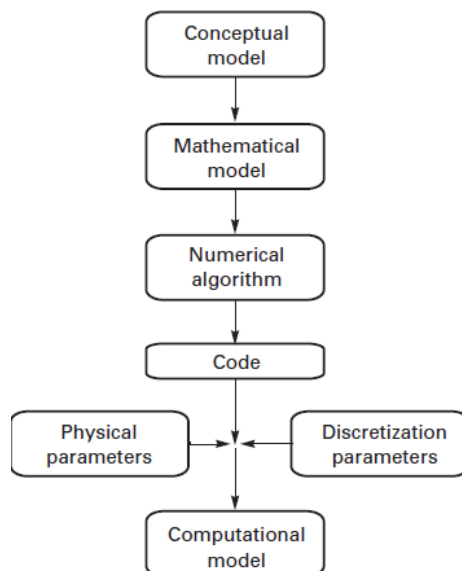 Conceptual
model
Mathematical
model
Numerical
algorithm
Code
Physical
parameters
Discretization
parameters
Computational
model